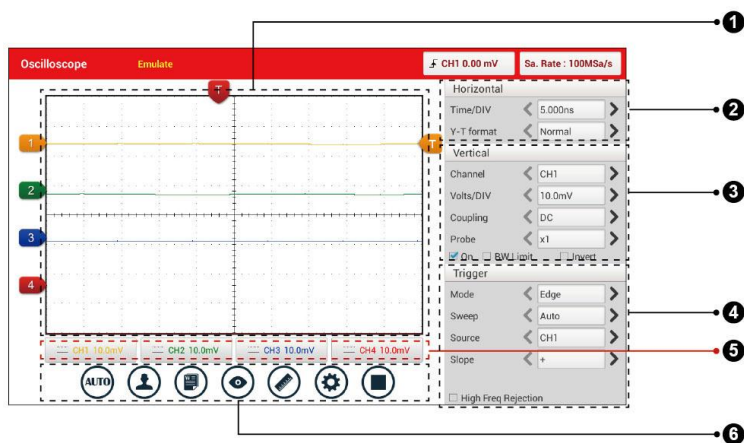 1
Oscilloscope Emulate CH1 0.00 mV Sa. Rate : 100MSa/s
T
Horizontal
Time/DIV 5.000ns
2
Y-T format Normal
1
T
Vertical
Channel CH1
2
Volts/DIV 10.0mV
3
Coupling DC
3
Probe x1
On BW Limit Invert
4
Trigger
Mode Edge
Sweep Auto
4
Source CH1
CH1 10.0mV CH2 10.0mV CH3 10.0mV CH4 10.0mV
5
Slope +
AUTO
High Freq Rejection
6